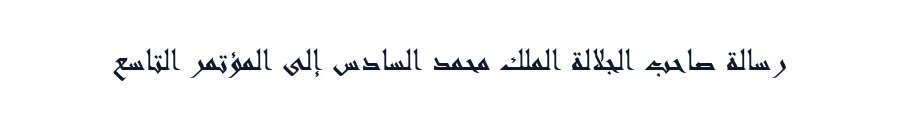 رسالة صاحب الجلالة الملك محمد السادس إلى المؤتمر التاسع